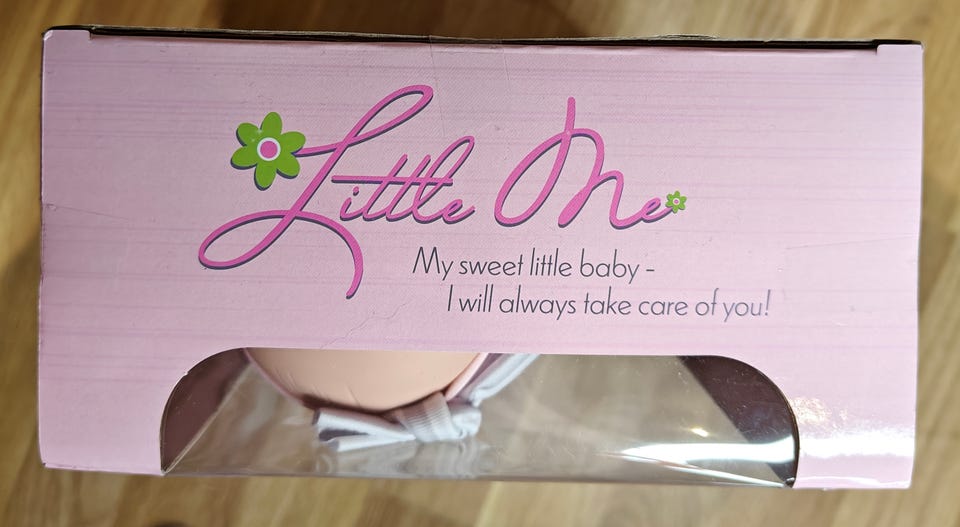 Little Me
My sweet little baby -
I will always take care of you!